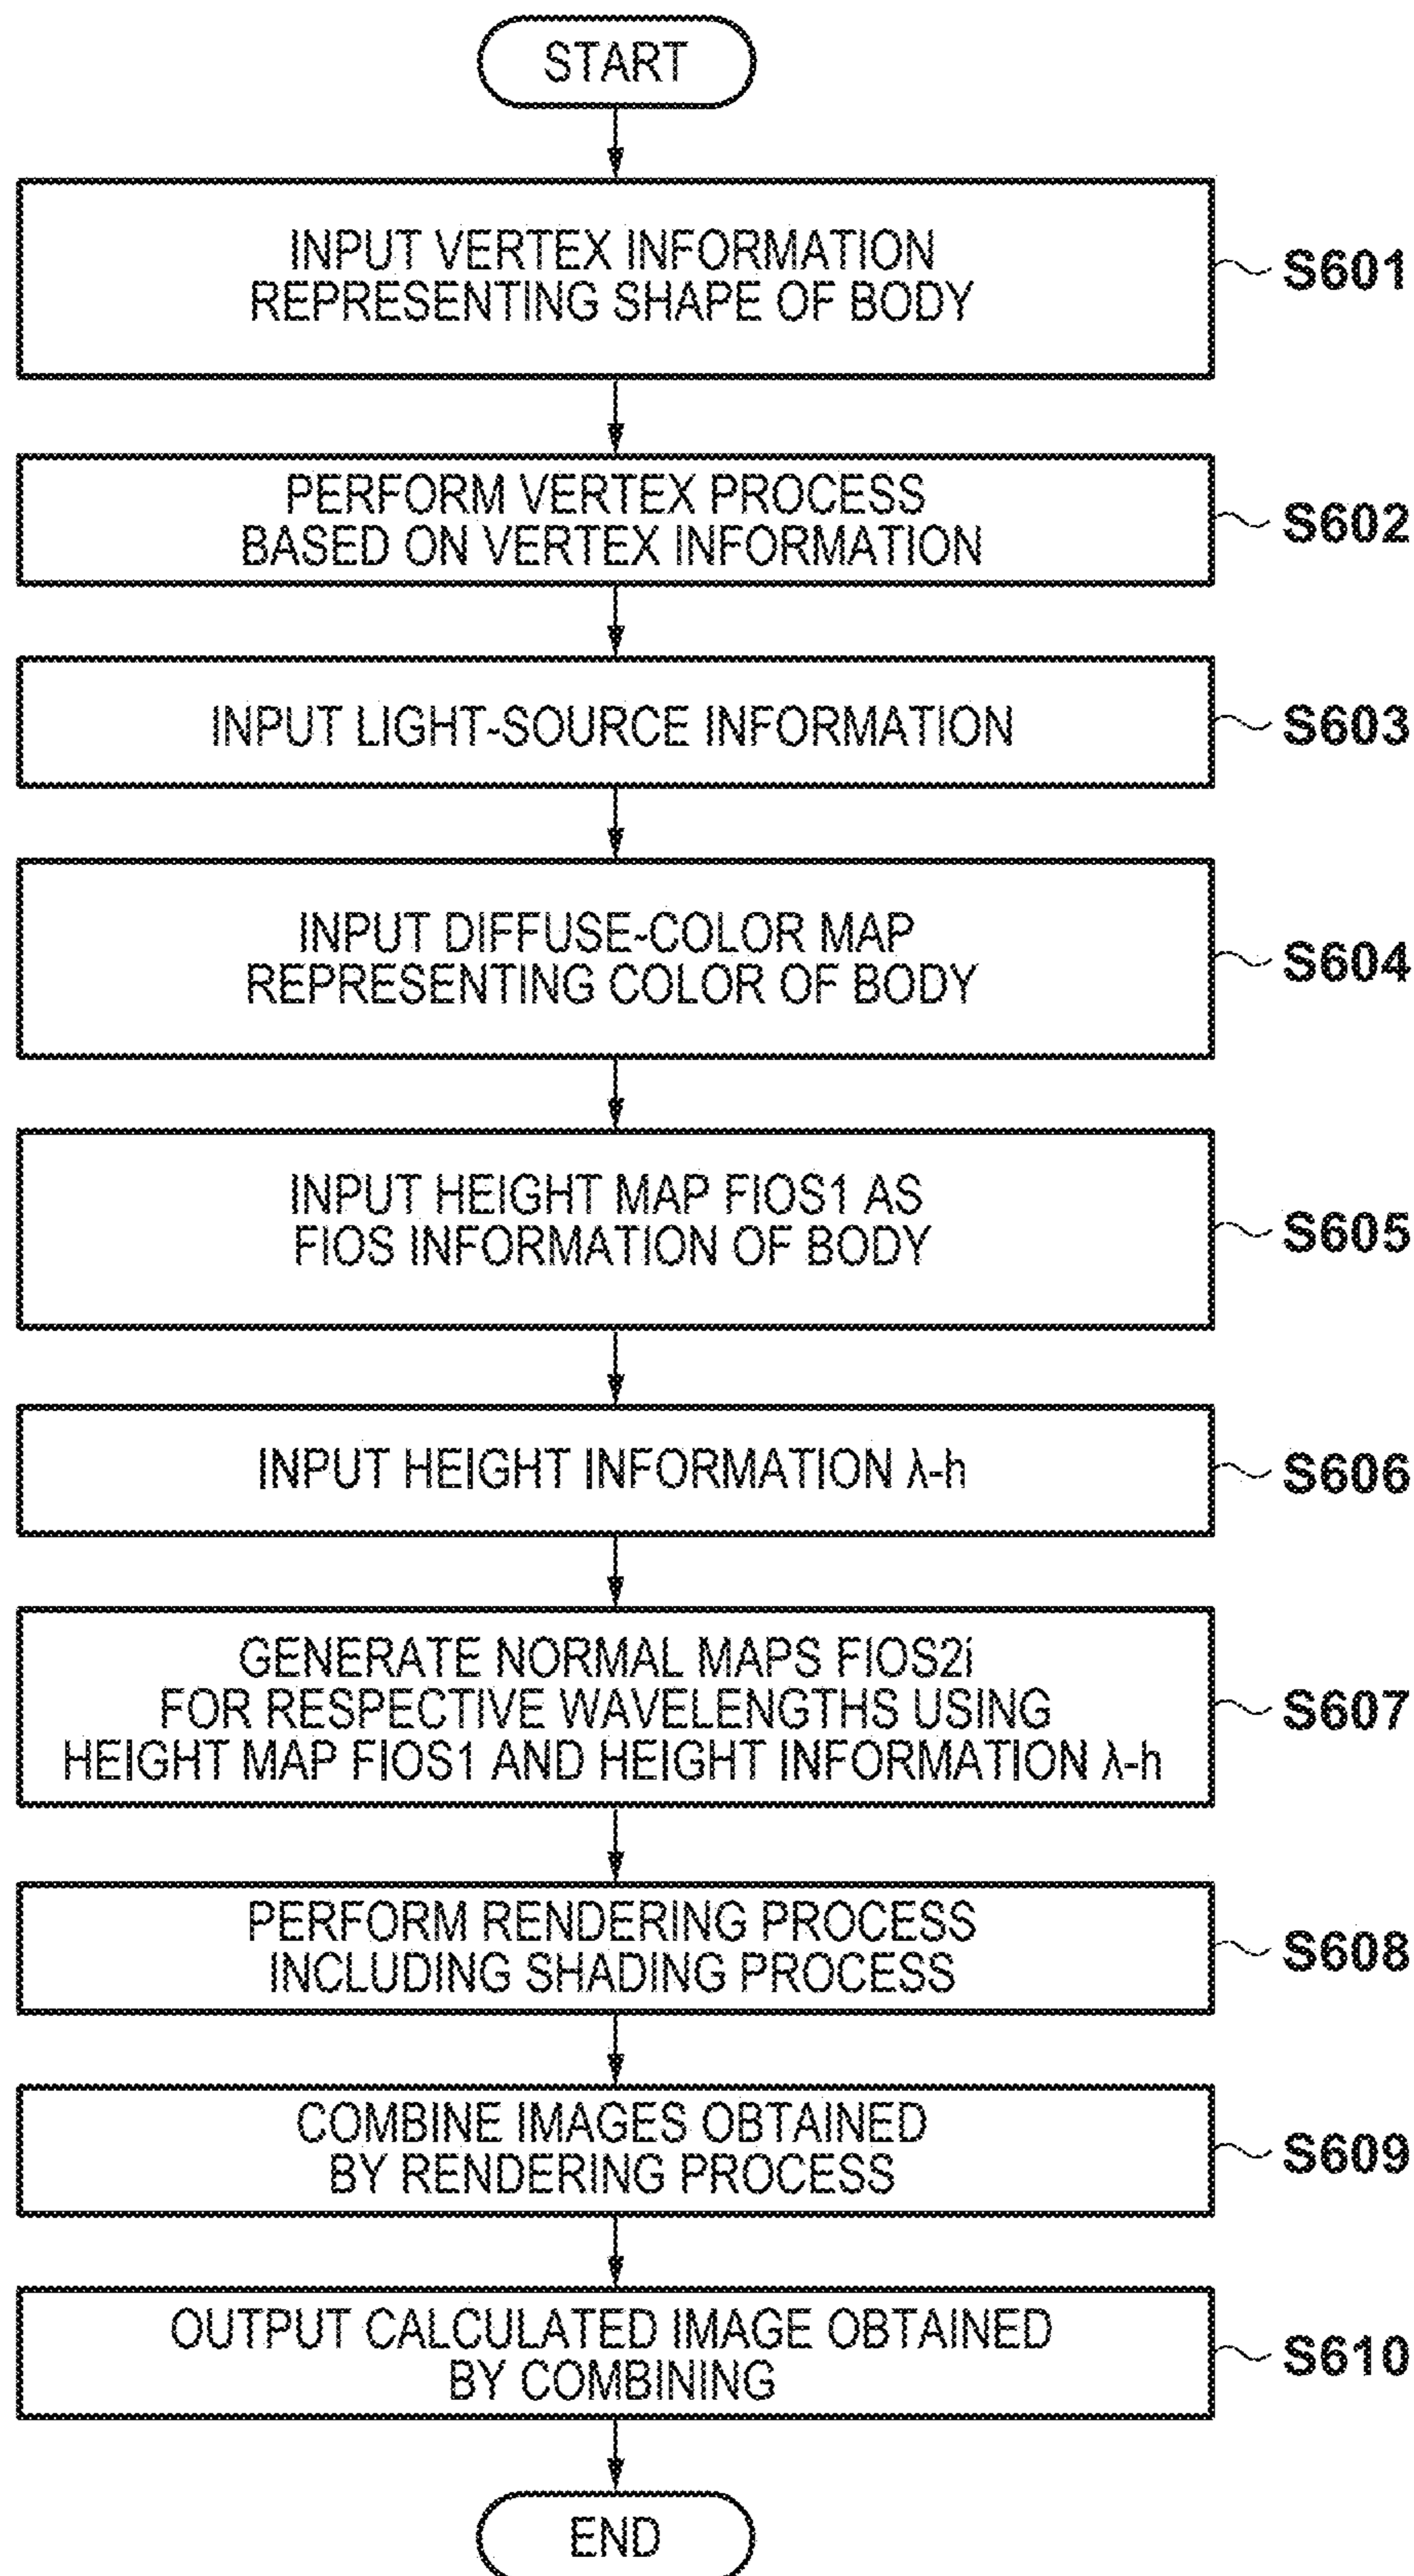 START
INPUT VERTEX INFORMATION
REPRESENTING SHAPE OF BODY
S601
PERFORM VERTEX PROCESS
BASED ON VERTEX INFORMATION
S602
INPUT LIGHT-SOURCE INFORMATION
S603
INPUT DIFFUSE-COLOR MAP
REPRESENTING COLOR OF BODY
S604
INPUT HEIGHT MAP FIOS1 AS
FIOS INFORMATION OF BODY
S605
INPUT HEIGHT INFORMATION λ-h
S606
GENERATE NORMAL MAPS FIOS2i
FOR RESPECTIVE WAVELENGTHS USING
HEIGHT MAP FIOS1 AND HEIGHT INFORMATION λ-h
S607
PERFORM RENDERING PROCESS
INCLUDING SHADING PROCESS
S608
COMBINE IMAGES OBTAINED
BY RENDERING PROCESS
S609
OUTPUT CALCULATED IMAGE OBTAINED
BY COMBINING
S610
END